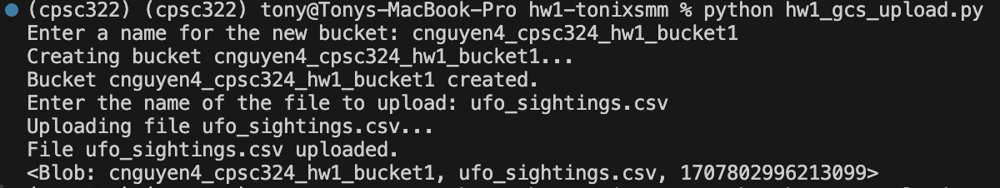 (cpsc322) (cpsc322) tony@Tonys-MacBook-Pro hw1-tonixsmm % python hw1_gcs_upload.py
Enter a name for the new bucket: cnguyen4_cpsc324_hw1_bucket1
Creating bucket cnguyen4_cpsc324_hw1_bucket1...
Bucket cnguyen4_cpsc324_hw1_bucket1 created.
Enter the name of the file to upload: ufo_sightings.csv
Uploading file ufo_sightings.csv...
File ufo_sightings.csv uploaded.
<Blob: cnguyen4_cpsc324_hw1_bucket1, ufo_sightings.csv, 1707802996213099>